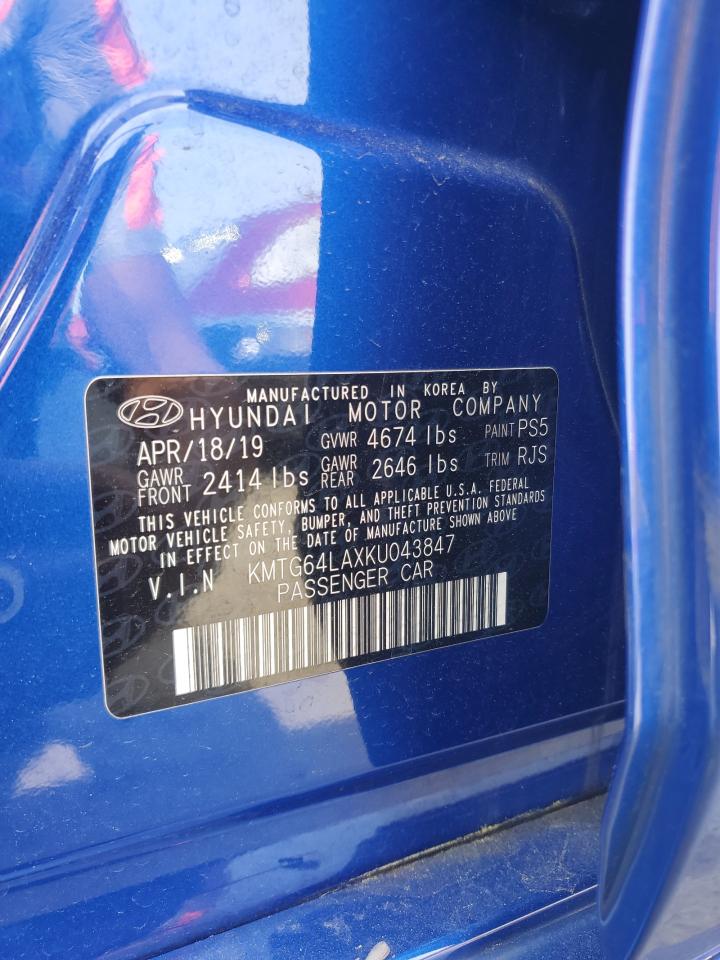 MANUFACTURED IN KOREA BY
HYUNDAI MOTOR COMPANY
APR/18/19 GVWR 4674 lbs PAINT PS5
GAWR FRONT 2414 lbs GAWR REAR 2646 lbs TRIM RJS
THIS VEHICLE CONFORMS TO ALL APPLICABLE U.S.A. FEDERAL
MOTOR VEHICLE SAFETY, BUMPER, AND THEFT PREVENTION STANDARDS
IN EFFECT ON THE DATE OF MANUFACTURE SHOWN ABOVE
V.I.N KMTG64LAXKU043847
PASSENGER CAR